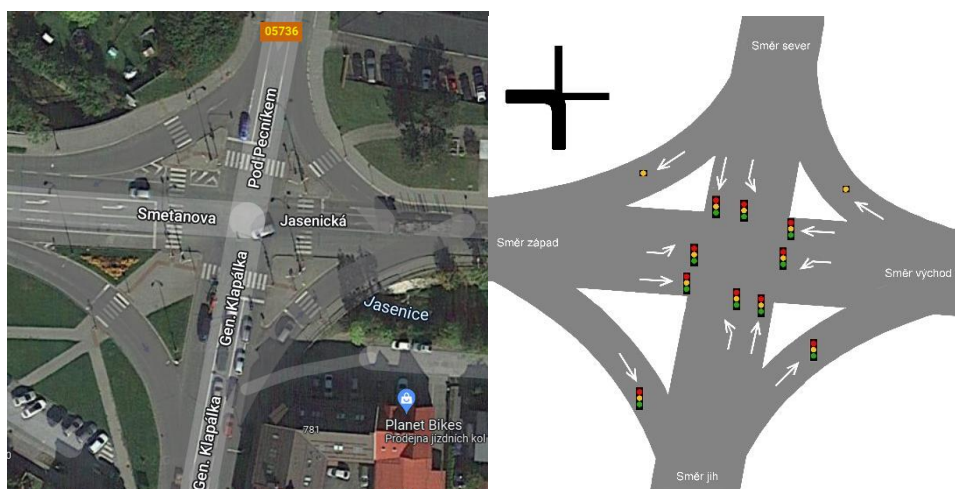 05736
Pod Pecníkem
Smetanova
Jasenická
Gen. Klapálka
Jasenice
Gen. Klapálka
781
Planet Bikes
Prodejna jízdních kol
0
Směr sever
Směr západ
Směr východ
Směr jih